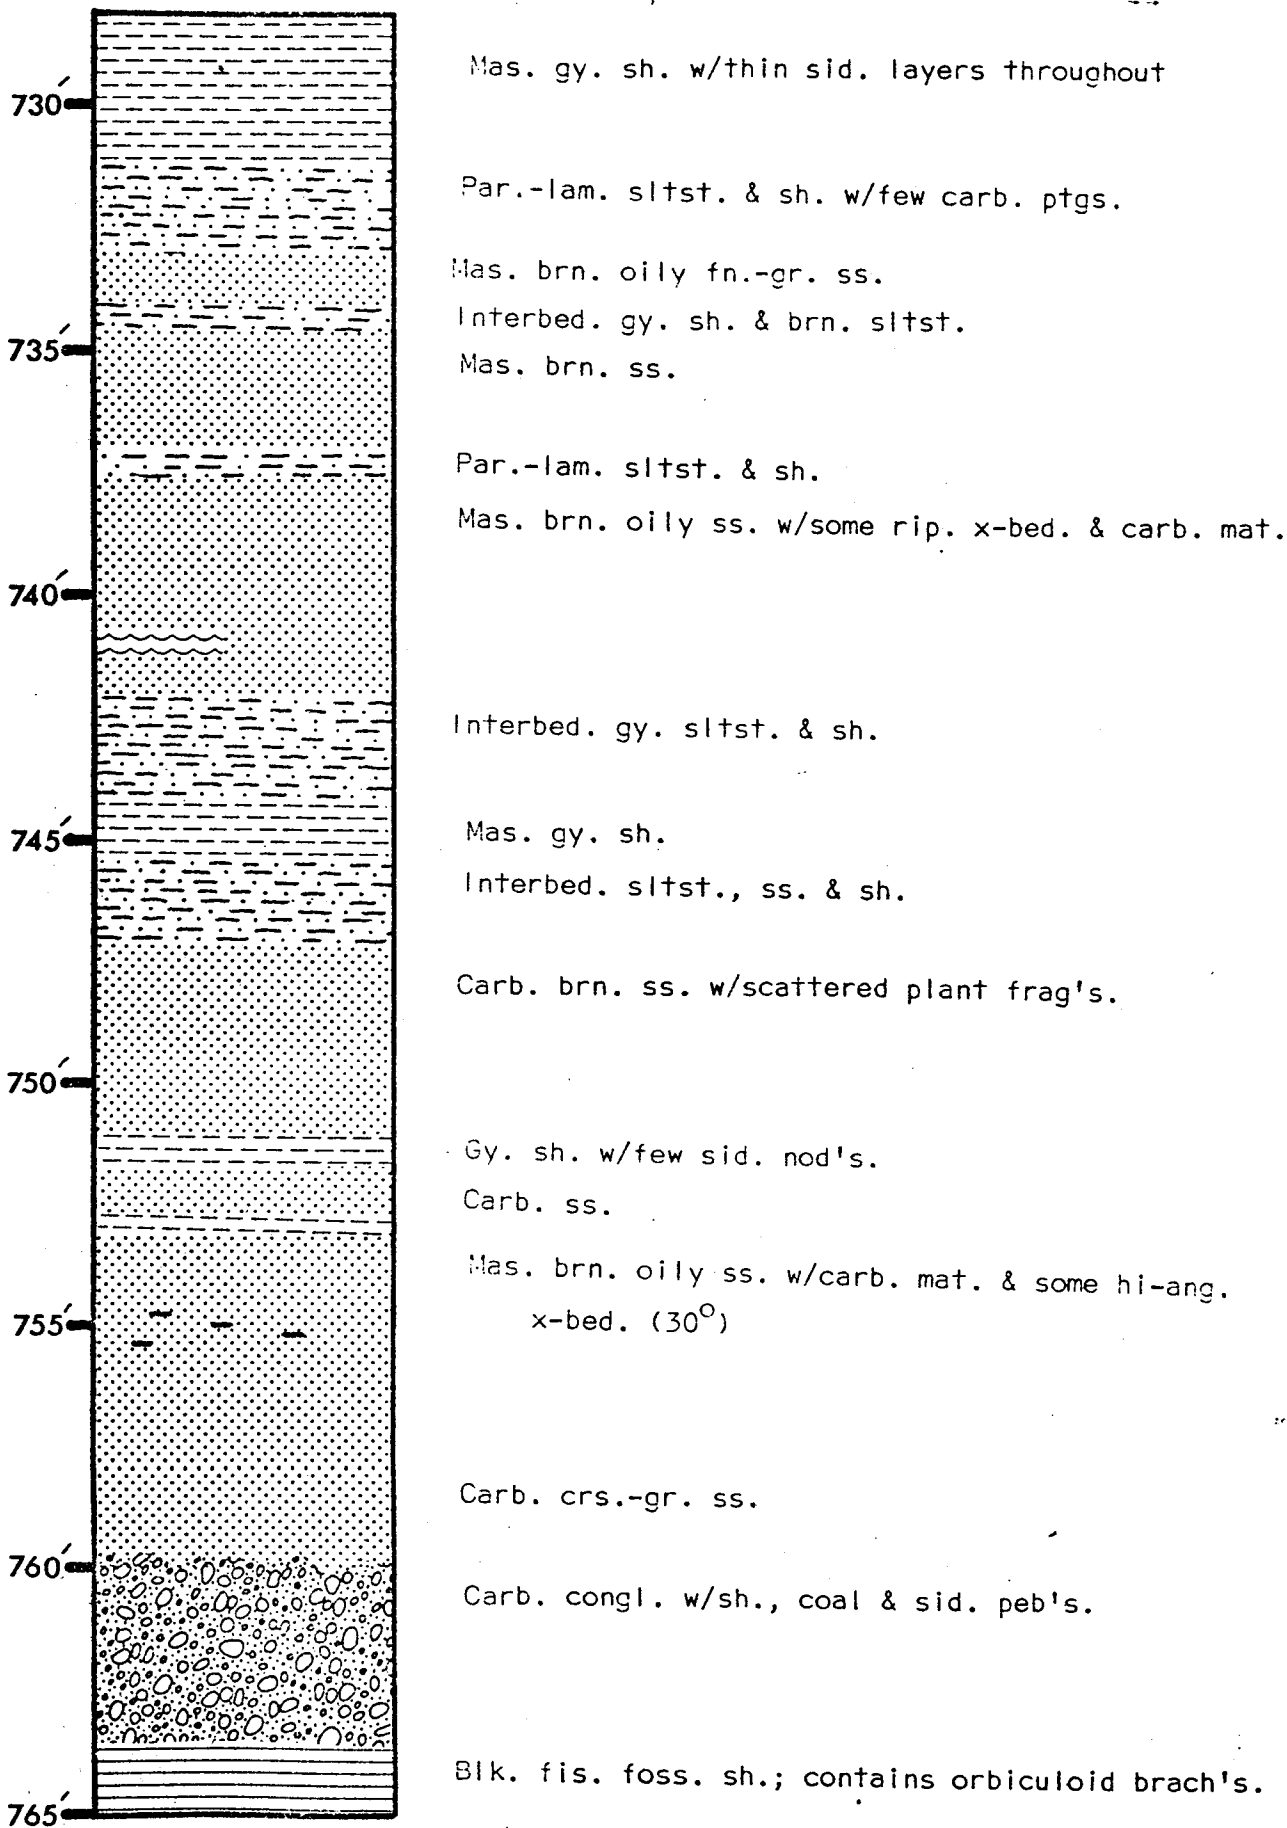 Mas. gy. sh. w/thin sid. layers throughout
730′
Par.-lam. sltst. & sh. w/few carb. ptgs.
Mas. brn. oily fn.-gr. ss.
Interbed. gy. sh. & brn. sltst.
735′
Mas. brn. ss.
Par.-lam. sltst. & sh.
Mas. brn. oily ss. w/some rip. x-bed. & carb. mat.
740′
Interbed. gy. sltst. & sh.
745′
Mas. gy. sh.
Interbed. sltst., ss. & sh.
Carb. brn. ss. w/scattered plant frag's.
750′
Gy. sh. w/few sid. nod's.
Carb. ss.
Mas. brn. oily ss. w/carb. mat. & some hi-ang.
755′
x-bed. (30°)
Carb. crs.-gr. ss.
760′
Carb. congl. w/sh., coal & sid. peb's.
Blk. fis. foss. sh.; contains orbiculoid brach's.
765′